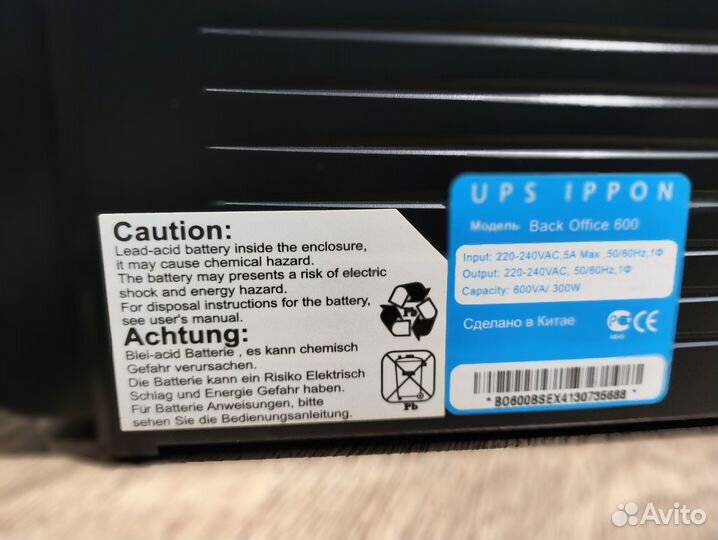 Caution:
Lead-acid battery inside the enclosure,
it may cause chemical hazard.
The battery may presents a risk of electric
shock and energy hazard.
For disposal instructions for the battery,
see user's manual.
Achtung:
Blei-acid Batterie , es kann chemisch
Gefahr verursachen.
Die Batterie kann ein Risiko Elektrisch
Schlag und Energie Gefahr haben.
Für Batterie Anweisungen, bitte
sehen Sie die Bedienungsanleitung.
Pb
Pb
UPS IPPON
Модель Back Office 600
Input: 220-240VAC,5A Max ,50/60Hz,1Ф
Output: 220-240VAC, 50/60Hz,1Ф
Capacity: 600VA/ 300W
Сделано в Китае
РС CE
*BO600BSEX4130735688*
Avito